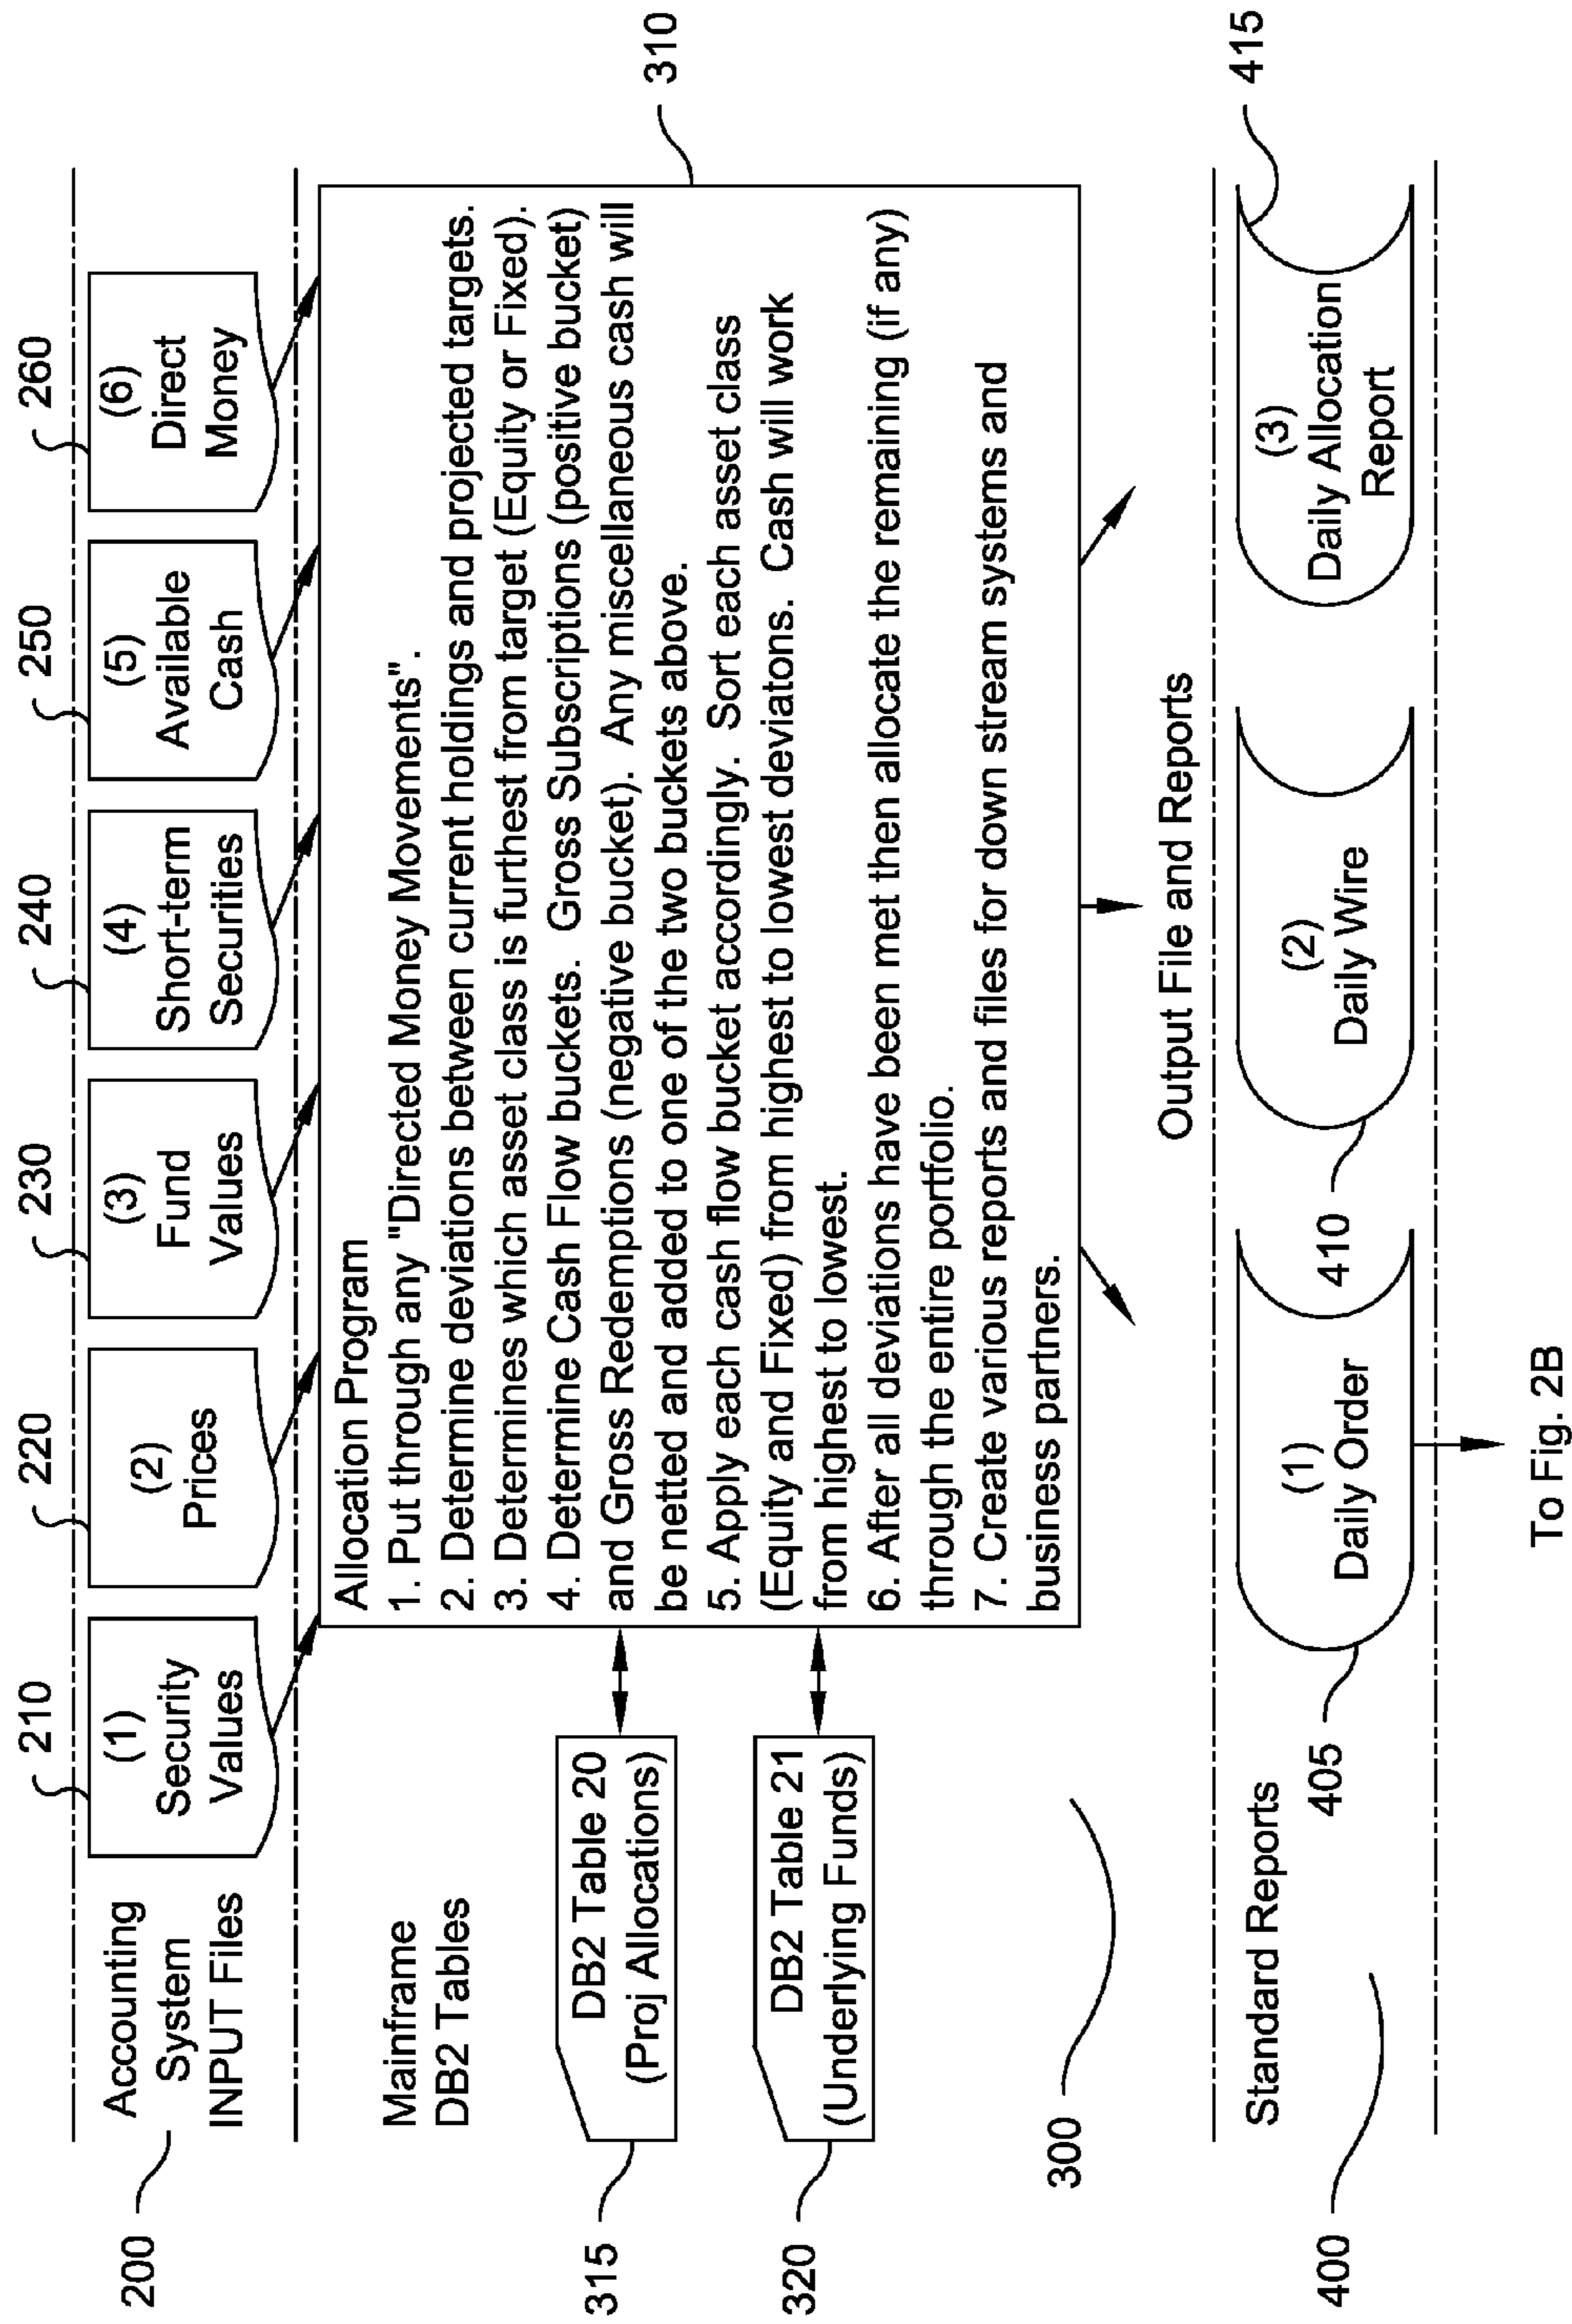 210
220
230
240
250
260
200
Accounting
System
INPUT Files
(1)
Security
Values
(2)
Prices
(3)
Fund
Values
(4)
Short-term
Securities
(5)
Available
Cash
(6)
Direct
Money
Mainframe
DB2 Tables
315
DB2 Table 20
(Proj Allocations)
320
DB2 Table 21
(Underlying Funds)
300
310
Allocation Program
1. Put through any "Directed Money Movements".
2. Determine deviations between current holdings and projected targets.
3. Determines which asset class is furthest from target (Equity or Fixed).
4. Determine Cash Flow buckets.  Gross Subscriptions (positive bucket)
and Gross Redemptions (negative bucket).  Any miscellaneous cash will
be netted and added to one of the two buckets above.
5. Apply each cash flow bucket accordingly.  Sort each asset class
(Equity and Fixed) from highest to lowest deviatons.  Cash will work
from highest to lowest.
6. After all deviations have been met then allocate the remaining (if any)
through the entire portfolio.
7. Create various reports and files for down stream systems and
business partners.
Output File and Reports
Standard Reports
400
405
(1)
Daily Order
410
(2)
Daily Wire
415
(3)
Daily Allocation
Report
To Fig. 2B